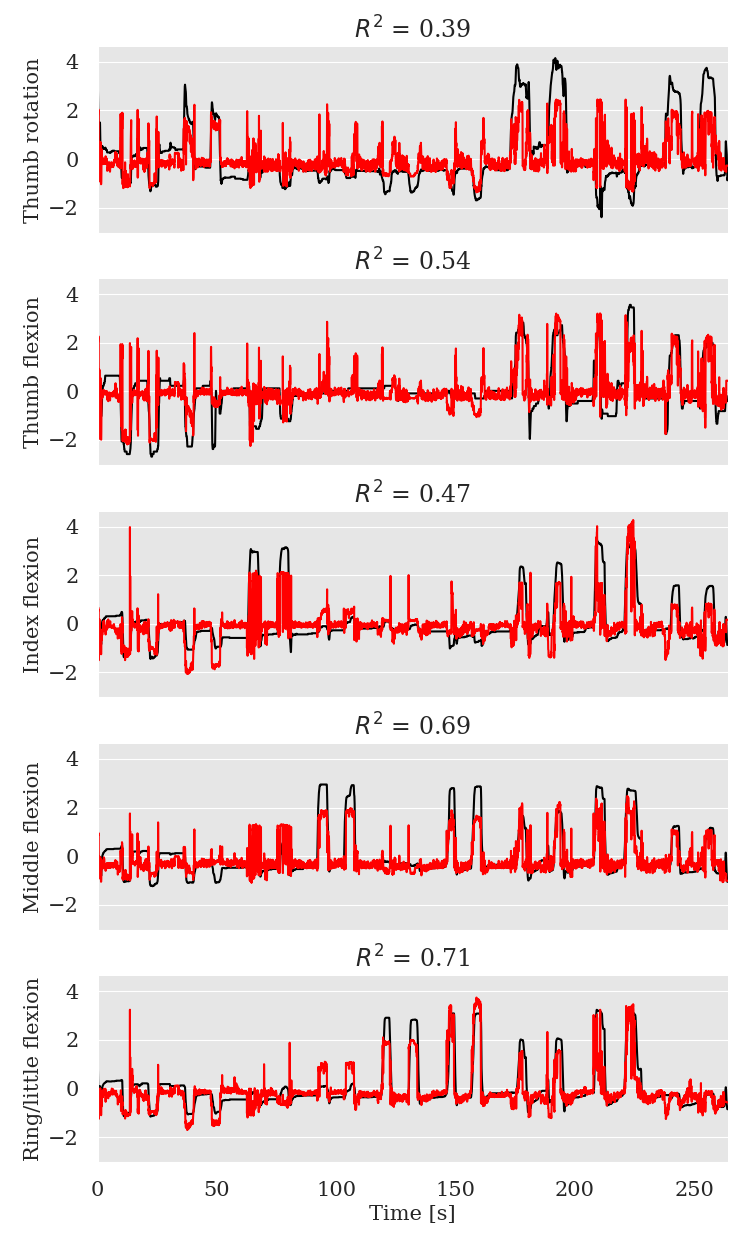 R² = 0.39
Thumb rotation
4
2
0
−2
R² = 0.54
Thumb flexion
4
2
0
−2
R² = 0.47
Index flexion
4
2
0
−2
R² = 0.69
Middle flexion
4
2
0
−2
R² = 0.71
Ring/little flexion
4
2
0
−2
0 50 100 150 200 250
Time [s]